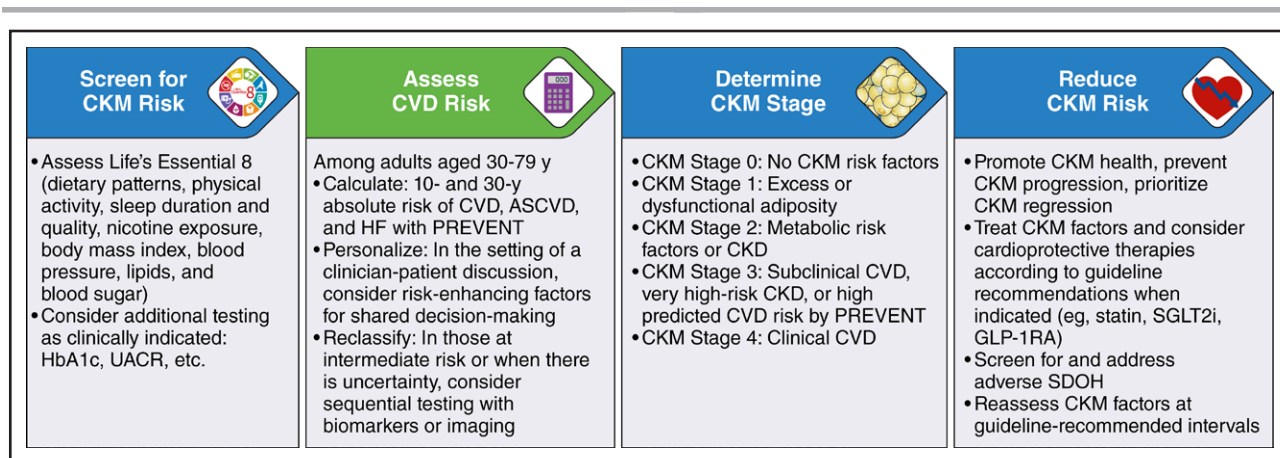 Screen for
CKM Risk
8
• Assess Life's Essential 8
(dietary patterns, physical
activity, sleep duration and
quality, nicotine exposure,
body mass index, blood
pressure, lipids, and
blood sugar)
• Consider additional testing
as clinically indicated:
HbA1c, UACR, etc.
Assess
CVD Risk
000
Among adults aged 30-79 y
• Calculate: 10- and 30-y
absolute risk of CVD, ASCVD,
and HF with PREVENT
• Personalize: In the setting of a
clinician-patient discussion,
consider risk-enhancing factors
for shared decision-making
• Reclassify: In those at
intermediate risk or when there
is uncertainty, consider
sequential testing with
biomarkers or imaging
Determine
CKM Stage
• CKM Stage 0: No CKM risk factors
• CKM Stage 1: Excess or
dysfunctional adiposity
• CKM Stage 2: Metabolic risk
factors or CKD
• CKM Stage 3: Subclinical CVD,
very high-risk CKD, or high
predicted CVD risk by PREVENT
• CKM Stage 4: Clinical CVD
Reduce
CKM Risk
• Promote CKM health, prevent
CKM progression, prioritize
CKM regression
• Treat CKM factors and consider
cardioprotective therapies
according to guideline
recommendations when
indicated (eg, statin, SGLT2i,
GLP-1RA)
• Screen for and address
adverse SDOH
• Reassess CKM factors at
guideline-recommended intervals